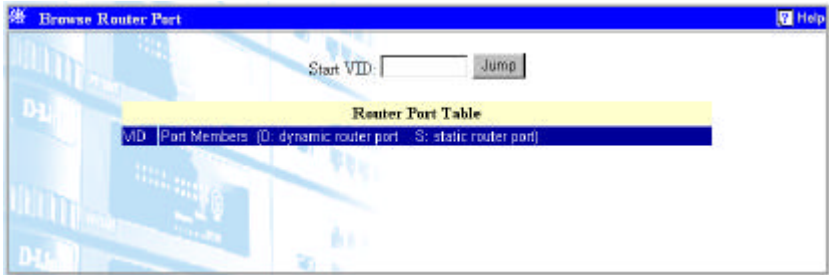 Browse Router Port
Help
Start VID:
Jump
Router Port Table
VID Port Members (D: dynamic router port S: static router port)
D-L
D-L